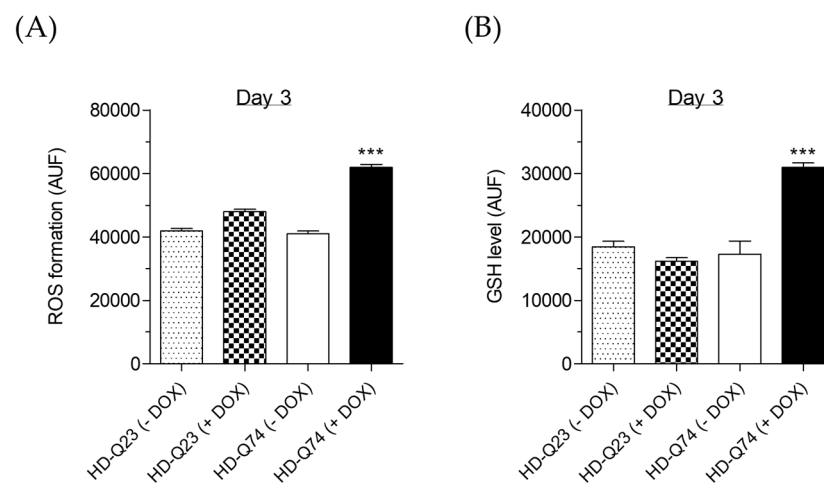 (A)
Day 3
80000
60000
40000
20000
0
ROS formation (AUF)
***
HD-Q23 (- DOX)
HD-Q23 (+ DOX)
HD-Q74 (- DOX)
HD-Q74 (+ DOX)
(B)
Day 3
40000
30000
20000
10000
0
GSH level (AUF)
***
HD-Q23 (- DOX)
HD-Q23 (+ DOX)
HD-Q74 (- DOX)
HD-Q74 (+ DOX)